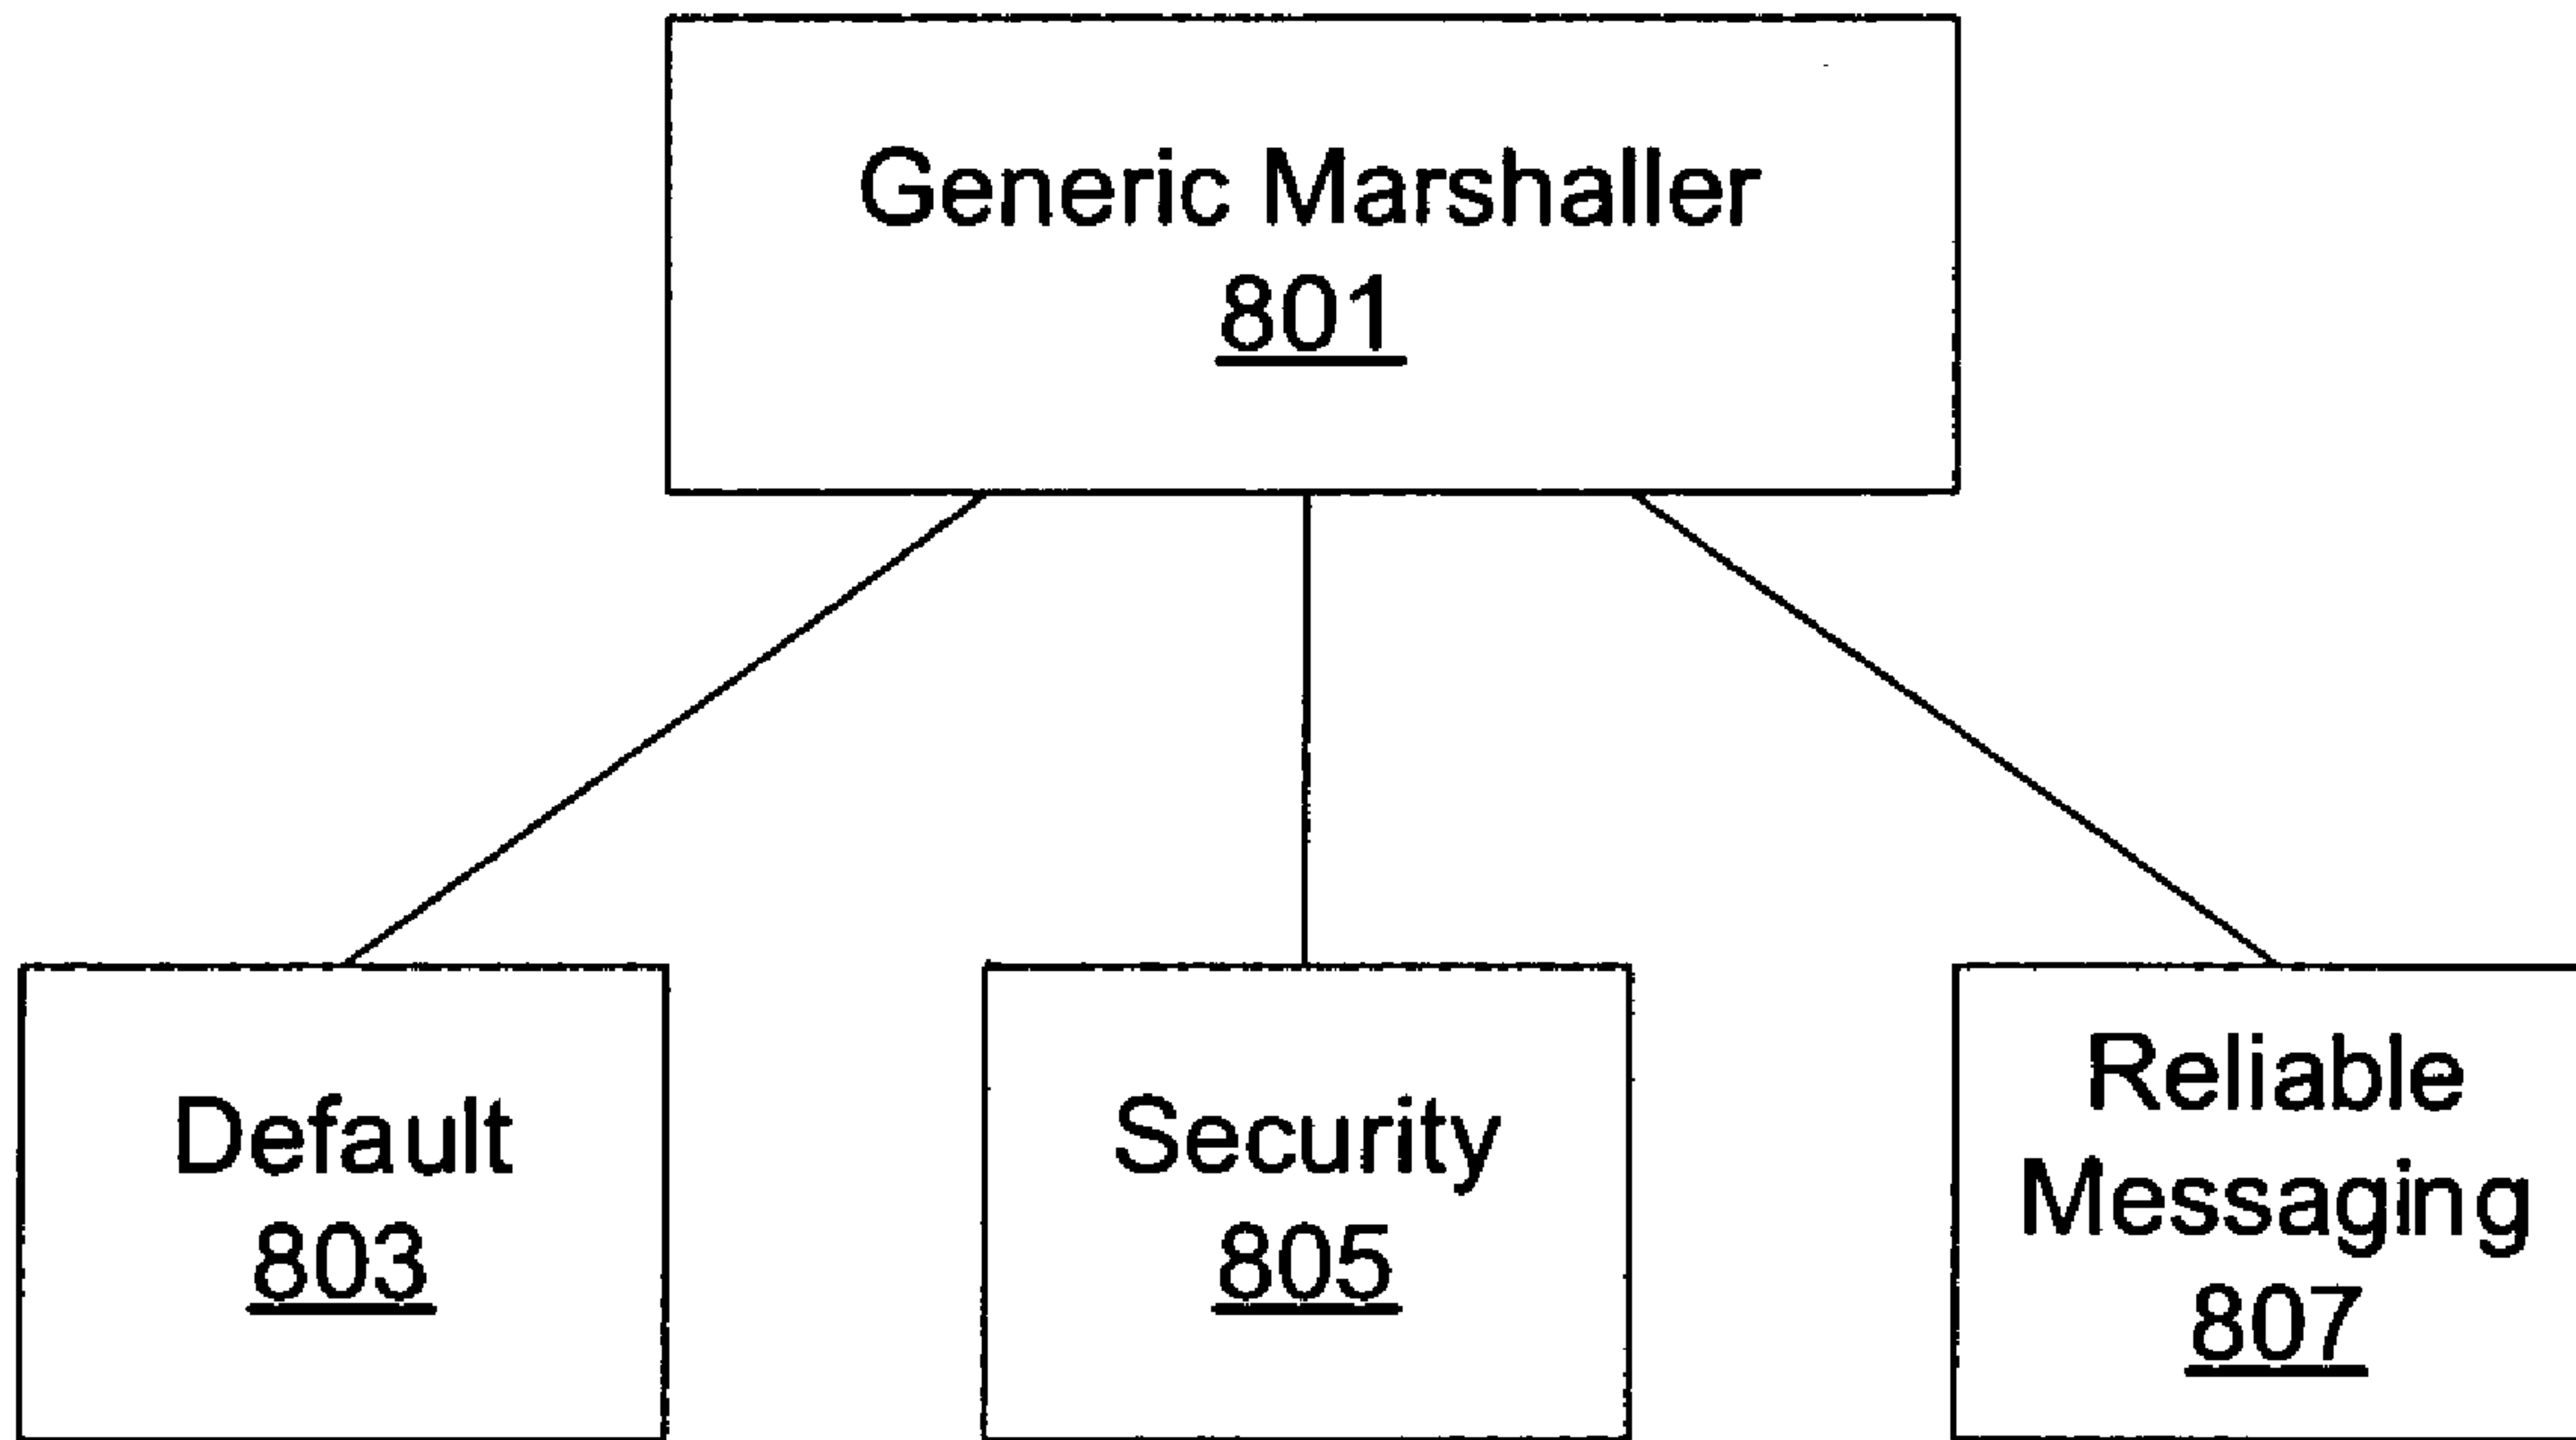 Generic Marshaller
801
Default
803
Security
805
Reliable
Messaging
807